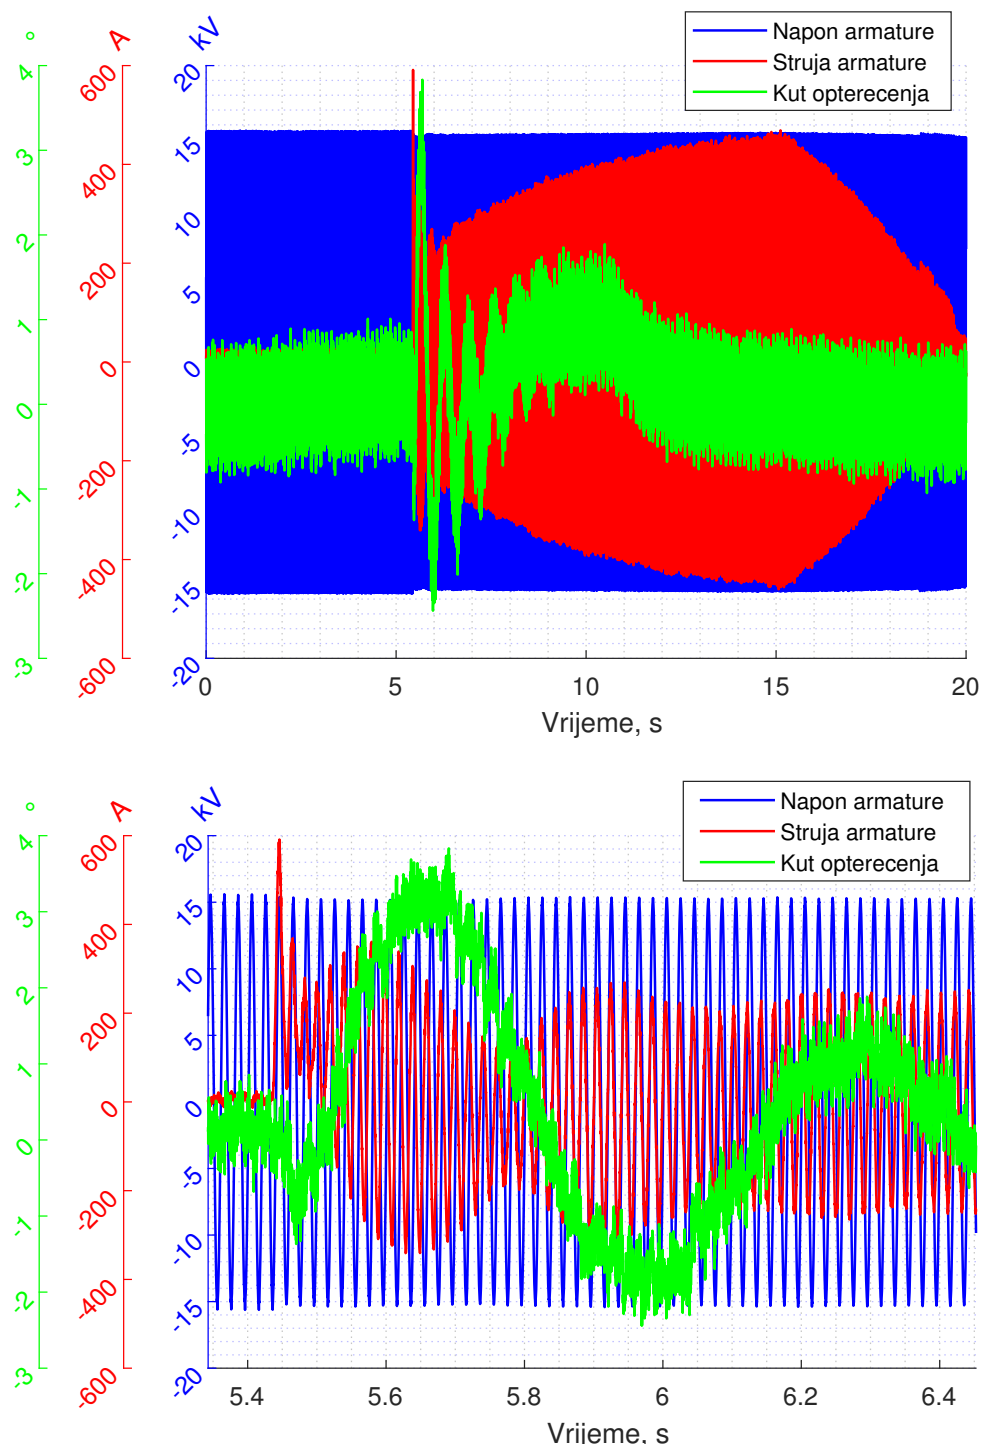 Napon armature
Struja armature
Kut opterecenja
° A kV
4 600 20
3 400 15
2 200 10
1 0 5
0 -200 0
-1 -400 -5
-2 -600 -10
-3 -15
-20
0 5 10 15 20
Vrijeme, s
Napon armature
Struja armature
Kut opterecenja
° A kV
4 600 20
3 400 15
2 200 10
1 0 5
0 -200 0
-1 -400 -5
-2 -600 -10
-3 -15
-20
5.4 5.6 5.8 6 6.2 6.4
Vrijeme, s